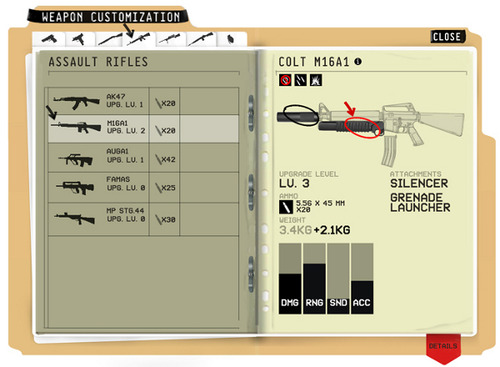 WEAPON CUSTOMIZATION
CLOSE
ASSAULT RIFLES
AK47
UPG. LV. 1
X20
M16A1
UPG. LV. 2
X20
AUGA1
UPG. LV. 1
X42
FAMAS
UPG. LV. 0
X25
MP STG.44
UPG. LV. 0
X30
COLT M16A1
UPGRADE LEVEL
LV. 3
AMMO
5.56 X 45 MM
X20
WEIGHT
3.4KG +2.1KG
ATTACHMENTS
SILENCER
GRENADE
LAUNCHER
DMG RNG SND ACC
DETAILS